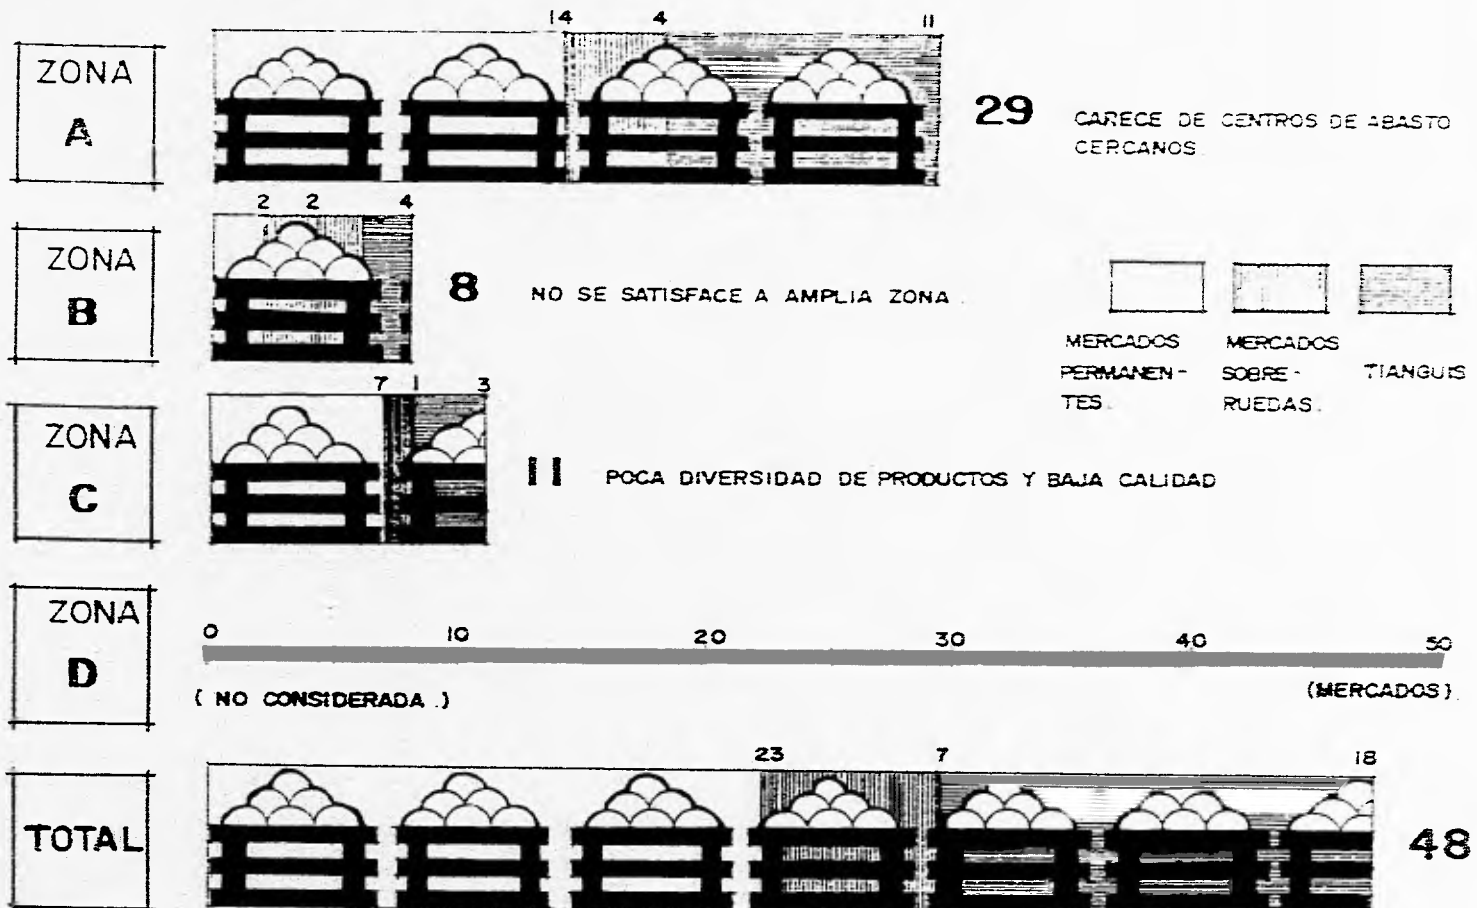 14 4 11
ZONA
A
29 CARECE DE CENTROS DE ABASTO
CERCANOS.
2 2 4
ZONA
B
8 NO SE SATISFACE A AMPLIA ZONA.
MERCADOS
PERMANEN-
TES.
MERCADOS
SOBRE-
RUEDAS.
TIANGUIS
7 1 3
ZONA
C
11 POCA DIVERSIDAD DE PRODUCTOS Y BAJA CALIDAD
ZONA
D
0 10 20 30 40 50
( NO CONSIDERADA .)
(MERCADOS).
23 7 18
TOTAL
48